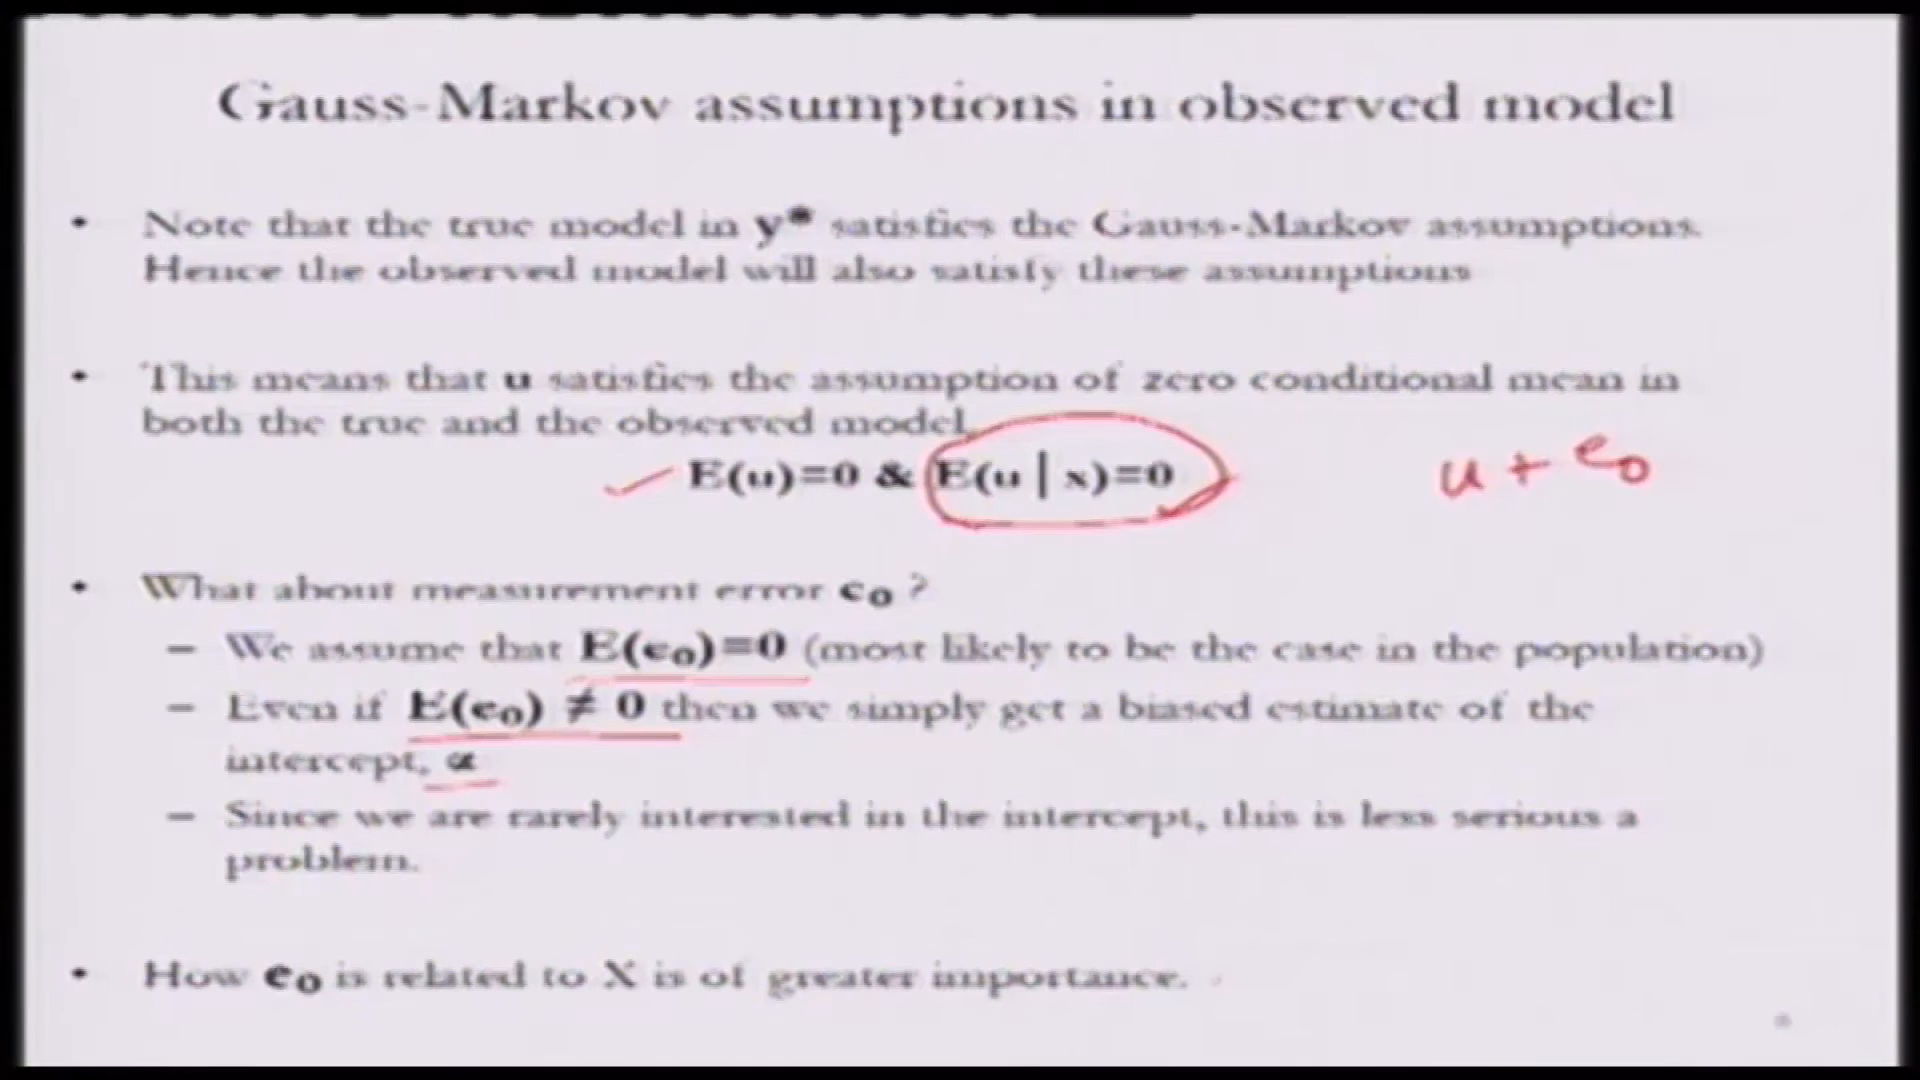 Gauss-Markov assumptions in observed model
• Note that the true model in y* satisfies the Gauss-Markov assumptions.
Hence the observed model will also satisfy these assumptions
• This means that u satisfies the assumption of zero conditional mean in
both the true and the observed model.
E(u)=0 & E(u | x)=0
u + e₀
• What about measurement error e₀ ?
– We assume that E(e₀)=0 (most likely to be the case in the population)
– Even if E(e₀) ≠ 0 then we simply get a biased estimate of the
intercept, α
– Since we are rarely interested in the intercept, this is less serious a
problem.
• How e₀ is related to X is of greater importance.